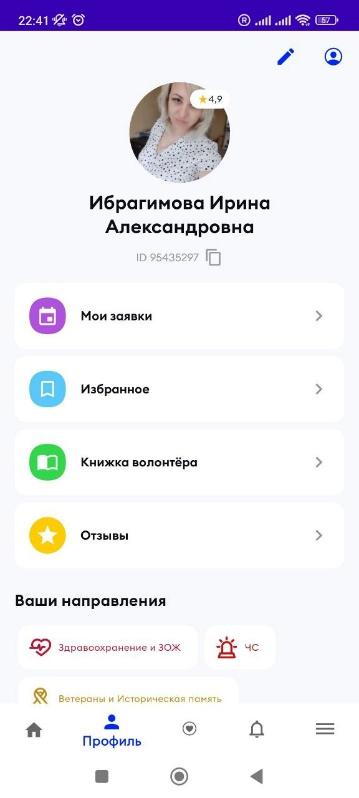 22:41
57
4,9
Ибрагимова Ирина
Александровна
ID 95435297
Мои заявки
Избранное
Книжка волонтёра
Отзывы
Ваши направления
Здравоохранение и ЗОЖ
ЧС
Ветераны и Историческая память
Профиль